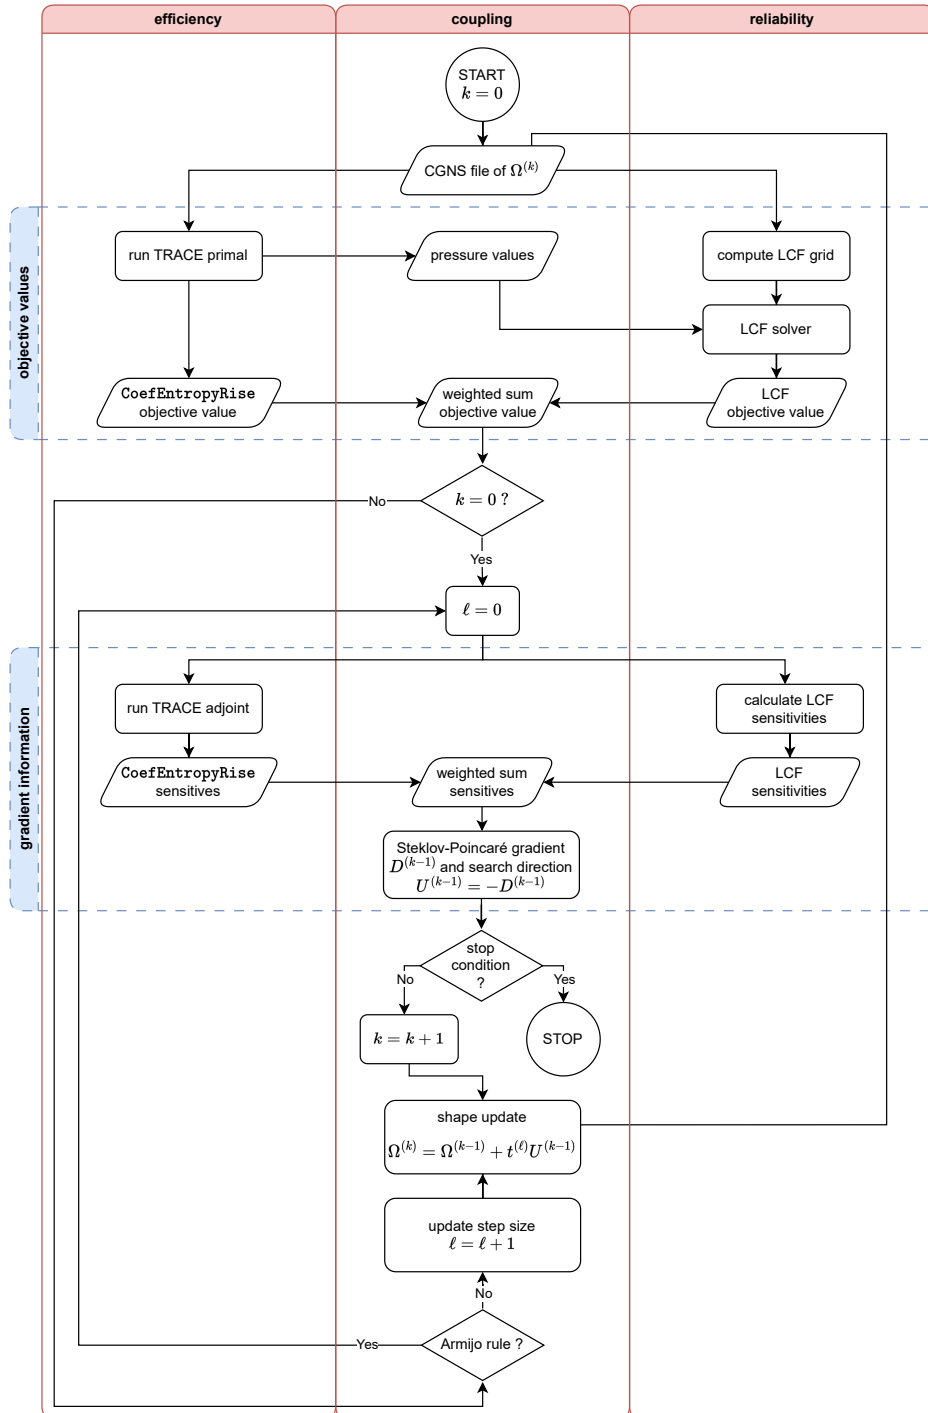 efficiency
coupling
reliability
START
k = 0
CGNS file of Ω^(k)
objective values
run TRACE primal
pressure values
compute LCF grid
LCF solver
CoefEntropyRise
objective value
weighted sum
objective value
LCF
objective value
No
k = 0 ?
Yes
ℓ = 0
gradient information
run TRACE adjoint
calculate LCF
sensitivities
CoefEntropyRise
sensitives
weighted sum
sensitives
LCF
sensitivities
Steklov-Poincaré gradient
D^(k−1) and search direction
U^(k−1) = −D^(k−1)
stop
condition
?
No
Yes
k = k + 1
STOP
shape update
Ω^(k) = Ω^(k−1) + t^(ℓ)U^(k−1)
update step size
ℓ = ℓ + 1
No
Yes
Armijo rule ?